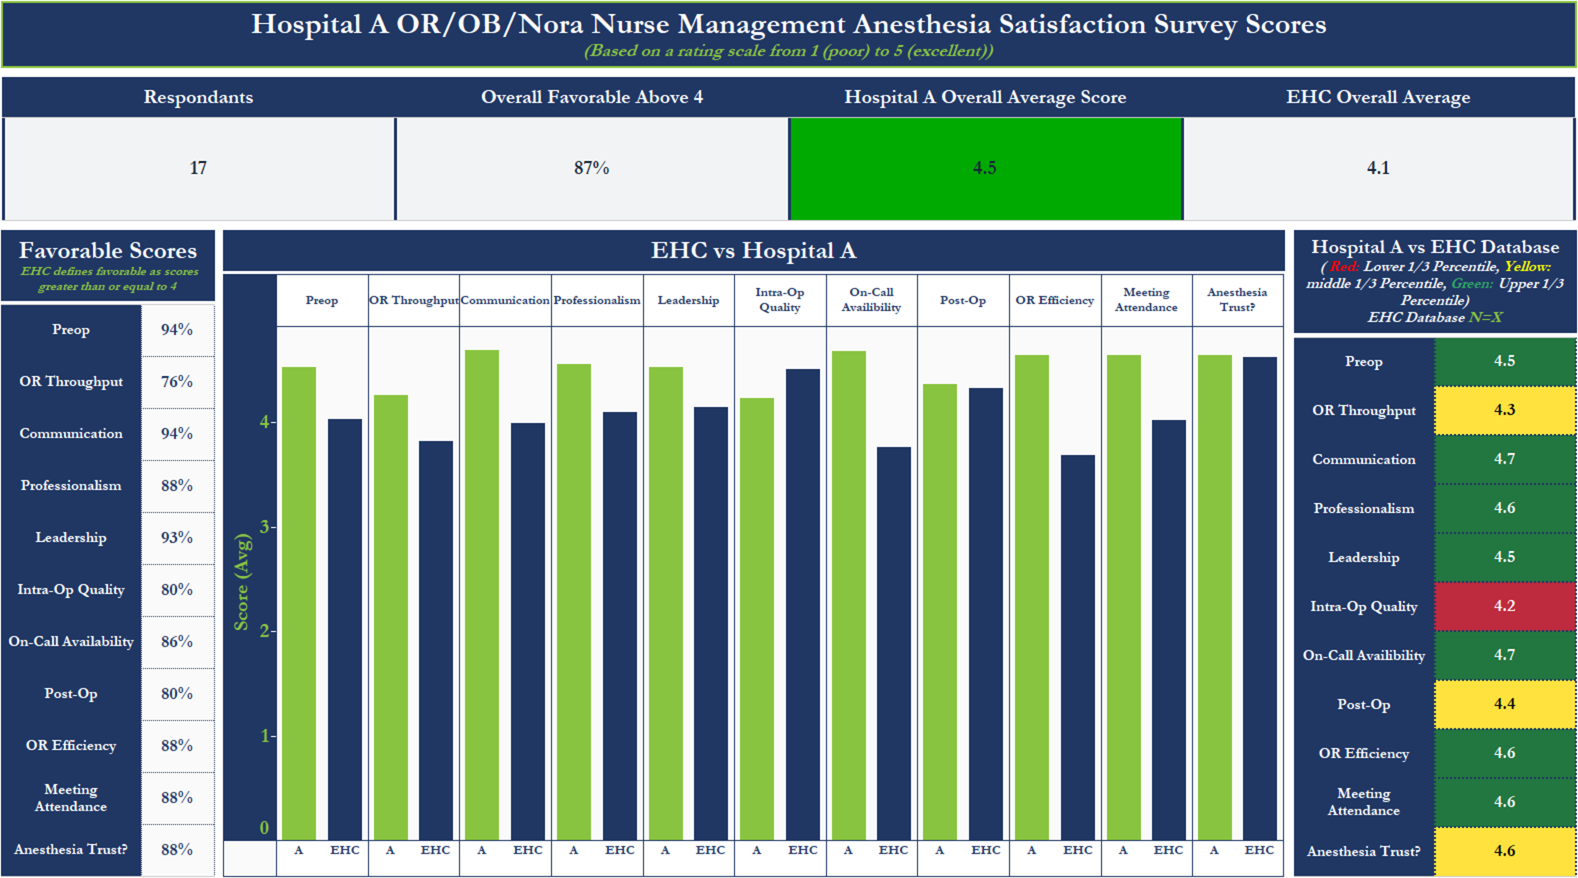 Hospital A OR/OB/Nora Nurse Management Anesthesia Satisfaction Survey Scores
(Based on a rating scale from 1 (poor) to 5 (excellent))
Respondants
Overall Favorable Above 4
Hospital A Overall Average Score
EHC Overall Average
17
87%
4.5
4.1
Favorable Scores
EHC defines favorable as scores
greater than or equal to 4
Preop 94%
OR Throughput 76%
Communication 94%
Professionalism 88%
Leadership 93%
Intra-Op Quality 80%
On-Call Availability 86%
Post-Op 80%
OR Efficiency 88%
Meeting
Attendance 88%
Anesthesia Trust? 88%
EHC vs Hospital A
Preop
OR Throughput
Communication
Professionalism
Leadership
Intra-Op
Quality
On-Call
Availibility
Post-Op
OR Efficiency
Meeting
Attendance
Anesthesia
Trust?
Score (Avg)
4
3
2
1
0
A EHC A EHC A EHC A EHC A EHC A EHC A EHC A EHC A EHC A EHC A EHC
Hospital A vs EHC Database
( Red: Lower 1/3 Percentile, Yellow:
middle 1/3 Percentile, Green: Upper 1/3
Percentile)
EHC Database N=X
Preop 4.5
OR Throughput 4.3
Communication 4.7
Professionalism 4.6
Leadership 4.5
Intra-Op Quality 4.2
On-Call Availibility 4.7
Post-Op 4.4
OR Efficiency 4.6
Meeting
Attendance 4.6
Anesthesia Trust? 4.6